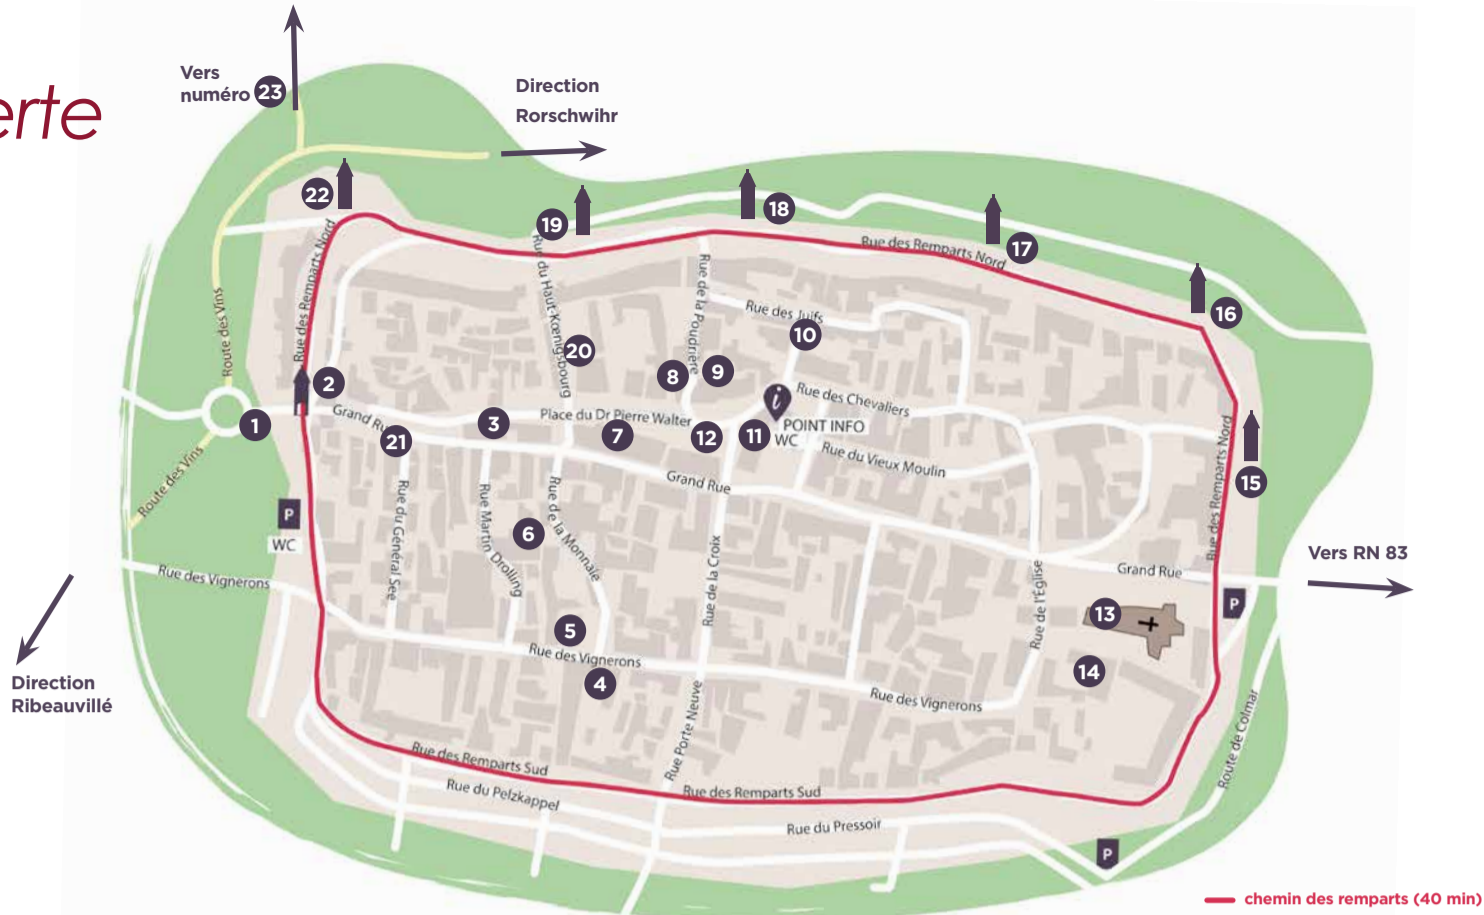 erte
Vers
numéro 23
Direction
Rorschwihr
22
19
18
17
16
Rue des Remparts Nord
Rue des Remparts Nord
Rue du Haut-Kœnigsbourg
Rue de la Poudrière
Rue des Juifs
10
Route des Vins
20
8
9
2
1
Rue des Chevaliers
i
POINT INFO
WC
Grand Rue
21
3
Place du Dr Pierre Walter
7
12
11
Rue du Vieux Moulin
Rue des Remparts Nord
15
Route des Vins
Grand Rue
P
WC
Rue du Général Sée
Rue Martin Drolling
6
Rue de la Monnaie
Rue de la Croix
Rue de l'Église
Grand Rue
Vers RN 83
P
13
14
Rue des Vignerons
5
Rue des Vignerons
4
Rue des Vignerons
Direction
Ribeauvillé
Rue Porte Neuve
Route de Colmar
Rue des Remparts Sud
Rue des Remparts Sud
Rue du Pelzkappel
Rue du Pressoir
P
chemin des remparts (40 min)